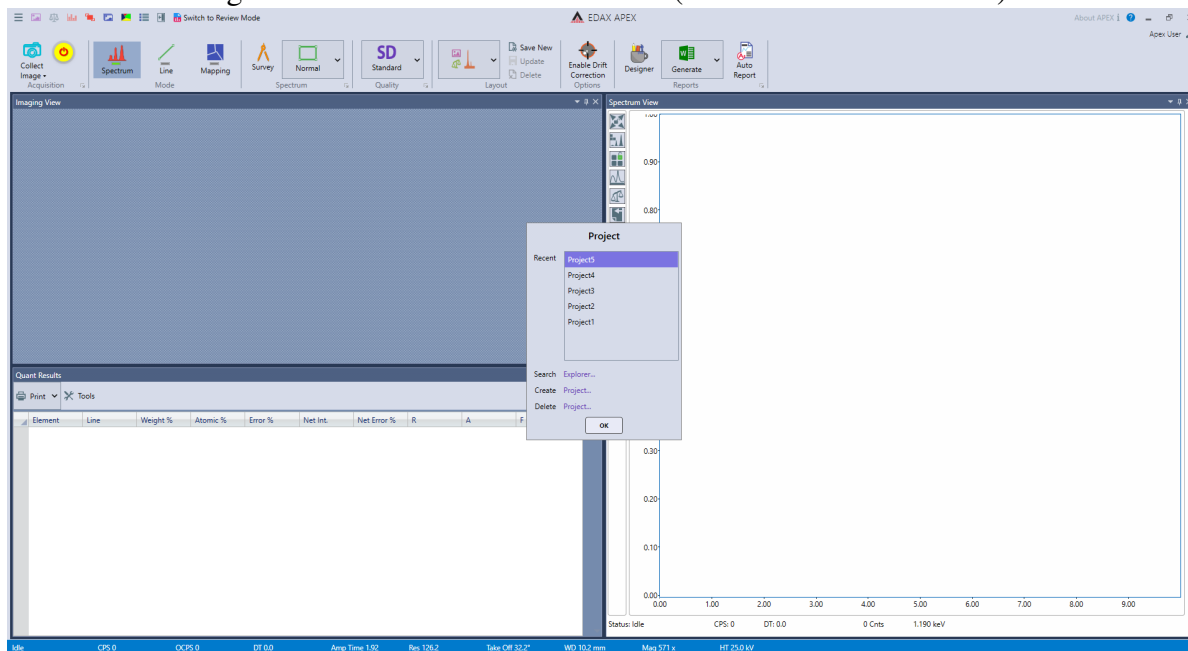 Switch to Review Mode
EDAX APEX
About APEX
Apex User
Collect Image
Spectrum
Line
Mapping
Survey
Normal
SD
Standard
Save New
Update
Delete
Enable Drift Correction
Designer
Generate
Auto Report
Acquisition
Mode
Spectrum
Quality
Layout
Options
Reports
Imaging View
Spectrum View
1.00
0.90
0.80
Project
Recent
Project5
Project4
Project3
Project2
Project1
Search Explorer...
Create Project...
Delete Project...
OK
Quant Results
Print
Tools
Element Line Weight % Atomic % Error % Net Int. Net Error % R A F
0.30
0.20
0.10
0.00
0.00 1.00 2.00 3.00 4.00 5.00 6.00 7.00 8.00 9.00
Status: Idle CPS: 0 DT: 0.0 0 Cnts 1.190 keV
Idle CPS 0 OCPS 0 DT 0.0 Amp Time 1.92 Res 126.2 Take Off 32.2° WD 10.2 mm Mag 571 x HT 25.0 kV